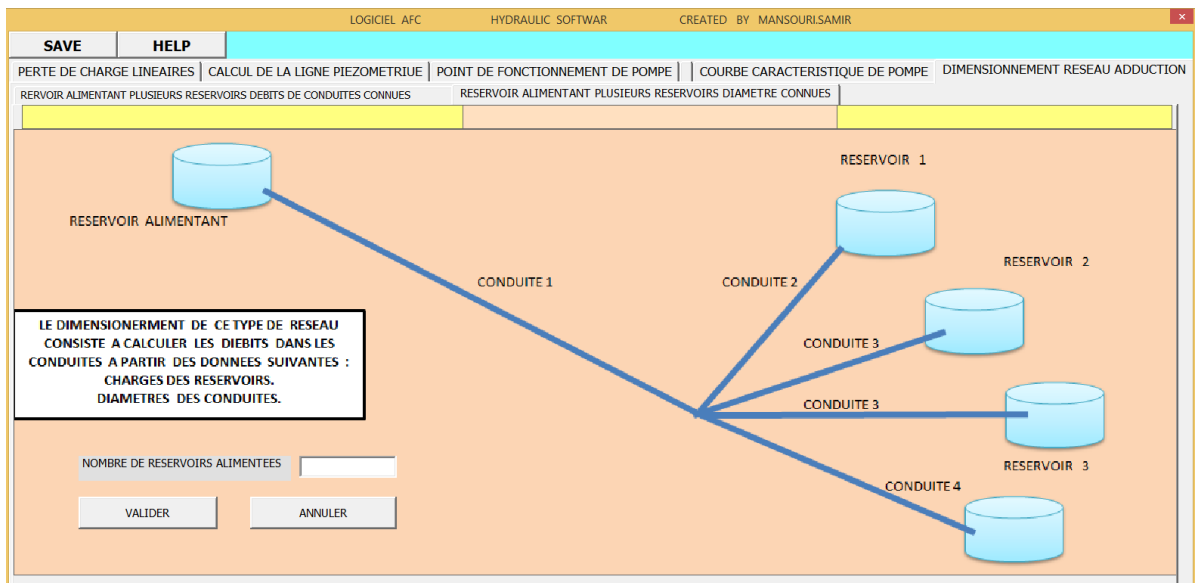 LOGICIEL AFC HYDRAULIC SOFTWAR CREATED BY MANSOURI.SAMIR
SAVE HELP
PERTE DE CHARGE LINEAIRES CALCUL DE LA LIGNE PIEZOMETRIUE POINT DE FONCTIONNEMENT DE POMPE COURBE CARACTERISTIQUE DE POMPE DIMENSIONNEMENT RESEAU ADDUCTION
RERVOIR ALIMENTANT PLUSIEURS RESERVOIRS DEBITS DE CONDUITES CONNUES RESERVOIR ALIMENTANT PLUSIEURS RESERVOIRS DIAMETRE CONNUES
RESERVOIR 1
RESERVOIR ALIMENTANT
RESERVOIR 2
CONDUITE 1
CONDUITE 2
LE DIMENSIONERMENT DE CE TYPE DE RESEAU
CONSISTE A CALCULER LES DIEBITS DANS LES
CONDUITES A PARTIR DES DONNEES SUIVANTES :
CHARGES DES RESERVOIRS.
DIAMETRES DES CONDUITES.
CONDUITE 3
CONDUITE 3
NOMBRE DE RESERVOIRS ALIMENTEES
RESERVOIR 3
CONDUITE 4
VALIDER ANNULER